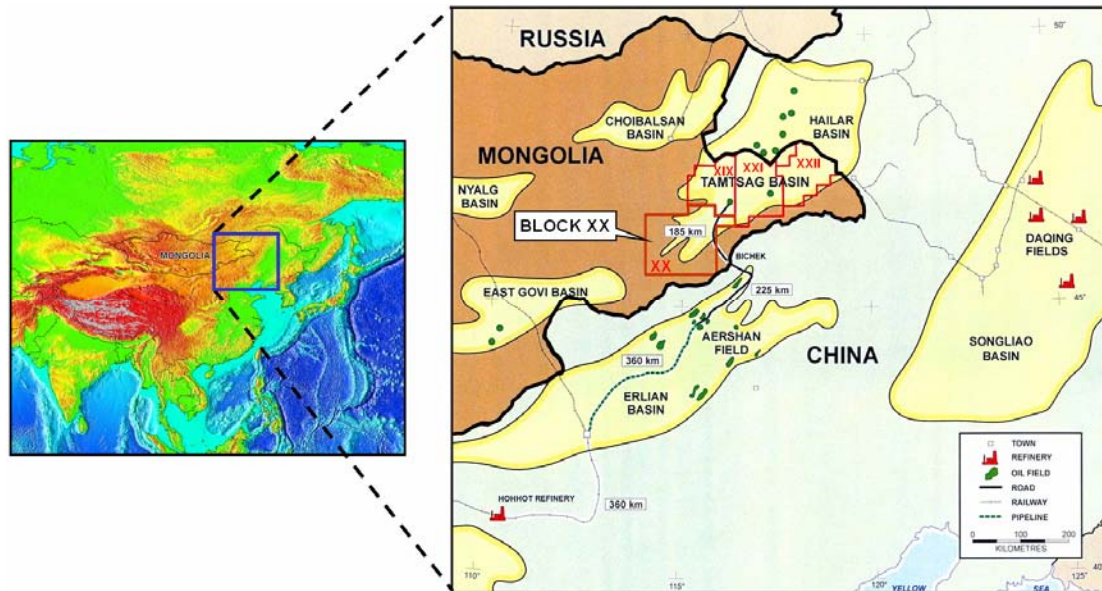 MONGOLIA
RUSSIA
50°
CHOIBALSAN
BASIN
HAILAR
BASIN
MONGOLIA
XIX
XXI
XXII
TAMTSAG BASIN
NYALG
BASIN
BLOCK XX
185 km
XX
BICHEK
DAQING
FIELDS
EAST GOVI BASIN
225 km
45°
AERSHAN
FIELD
360 km
CHINA
SONGLIAO
BASIN
ERLIAN
BASIN
HOHHOT REFINERY
360 km
TOWN
REFINERY
OIL FIELD
ROAD
RAILWAY
PIPELINE
0 100 200
KILOMETRES
110°
115°
120°
125°
40°
YELLOW
SEA